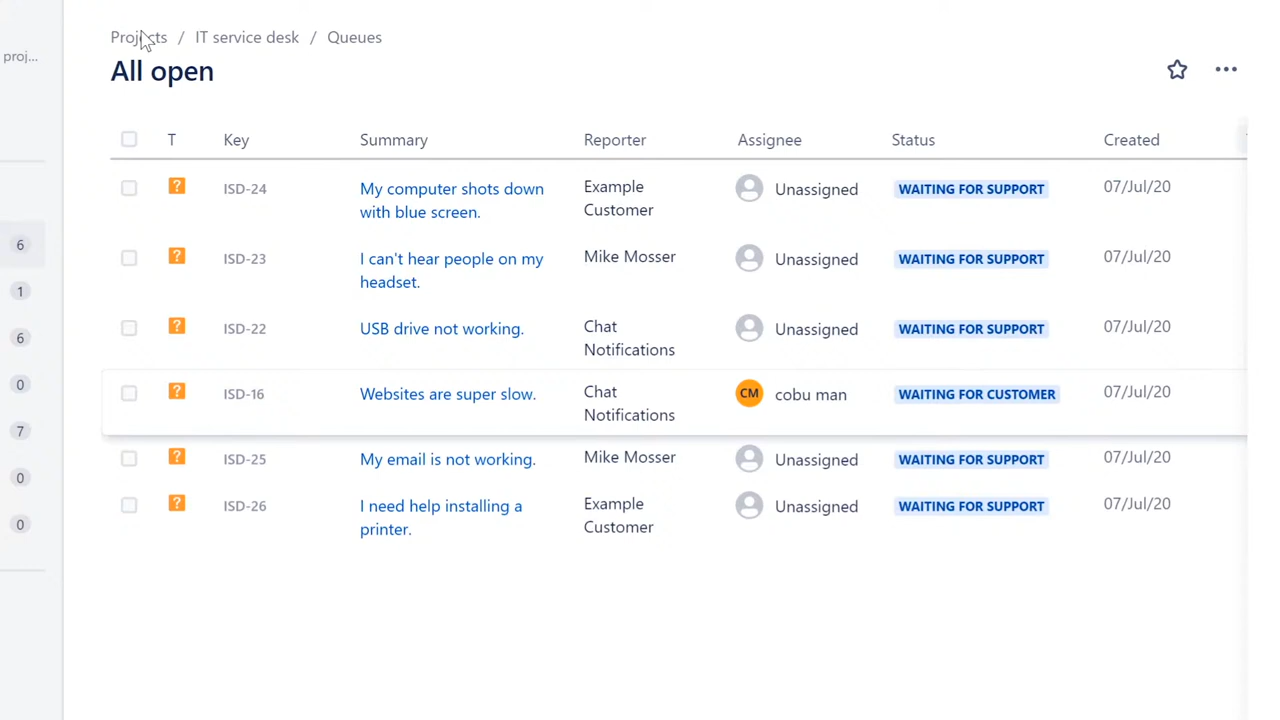 Projects / IT service desk / Queues
proj...
All open
T Key Summary Reporter Assignee Status Created
? ISD-24 My computer shots down Example Unassigned WAITING FOR SUPPORT 07/Jul/20
with blue screen. Customer
6
? ISD-23 I can't hear people on my Mike Mosser Unassigned WAITING FOR SUPPORT 07/Jul/20
headset.
1
? ISD-22 USB drive not working. Chat Unassigned WAITING FOR SUPPORT 07/Jul/20
6
Notifications
0
? ISD-16 Websites are super slow. Chat CM cobu man WAITING FOR CUSTOMER 07/Jul/20
Notifications
7
? ISD-25 My email is not working. Mike Mosser Unassigned WAITING FOR SUPPORT 07/Jul/20
0
? ISD-26 I need help installing a Example Unassigned WAITING FOR SUPPORT 07/Jul/20
printer. Customer
0